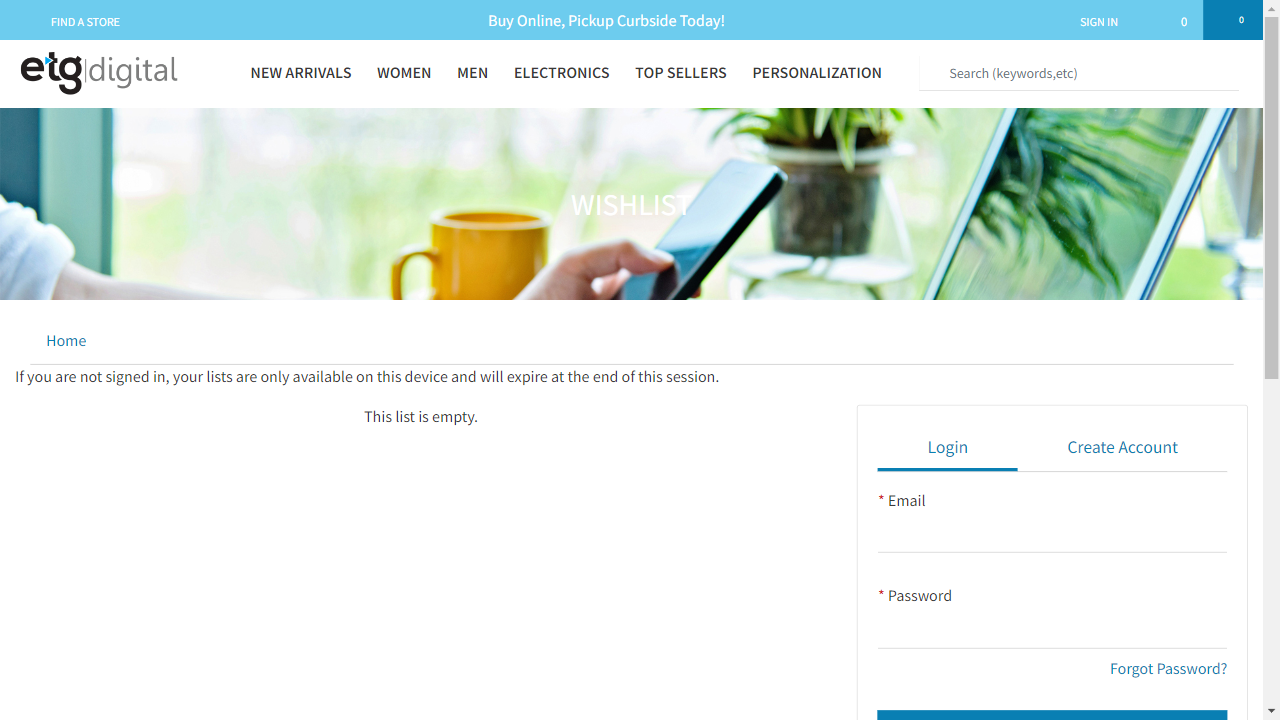 FIND A STORE
Buy Online, Pickup Curbside Today!
SIGN IN
0
0
etg|digital
NEW ARRIVALS
WOMEN
MEN
ELECTRONICS
TOP SELLERS
PERSONALIZATION
Search (keywords,etc)
WISHLIST
Home
If you are not signed in, your lists are only available on this device and will expire at the end of this session.
This list is empty.
Login
Create Account
* Email
* Password
Forgot Password?